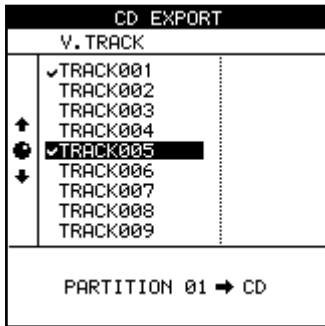 CD EXPORT
V.TRACK
✓TRACK001
TRACK002
TRACK003
TRACK004
✓TRACK005
TRACK006
TRACK007
TRACK008
TRACK009
PARTITION 01 ➔ CD